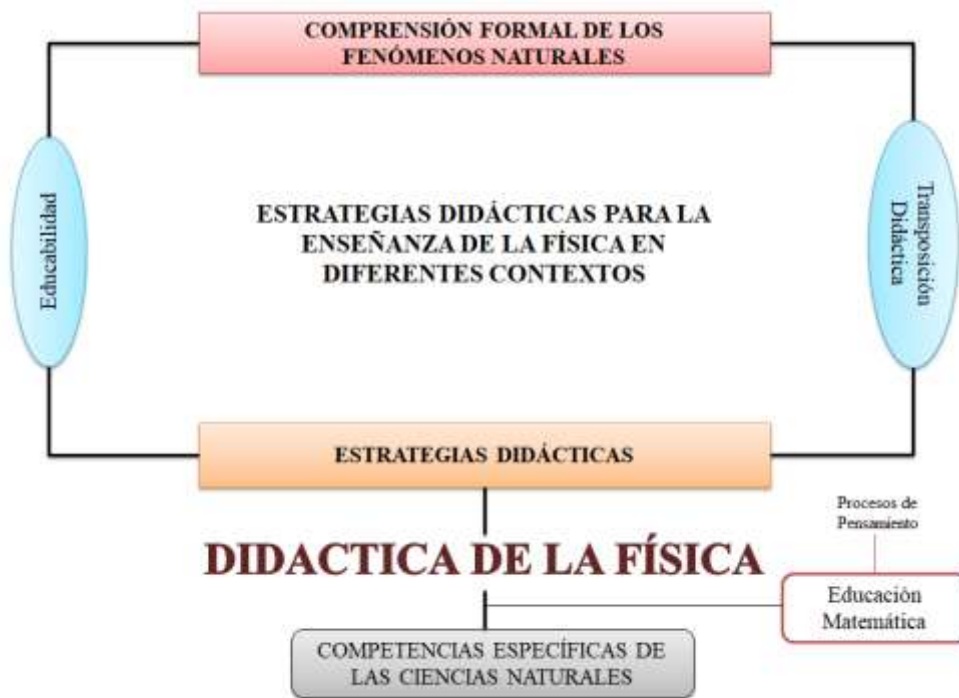 COMPRENSIÓN FORMAL DE LOS
FENÓMENOS NATURALES
Educabilidad
ESTRATEGIAS DIDÁCTICAS PARA LA
ENSEÑANZA DE LA FÍSICA EN
DIFERENTES CONTEXTOS
Transposición
Didáctica
ESTRATEGIAS DIDÁCTICAS
Procesos de
Pensamiento
DIDACTICA DE LA FÍSICA
Educación
Matemática
COMPETENCIAS ESPECÍFICAS DE
LAS CIENCIAS NATURALES